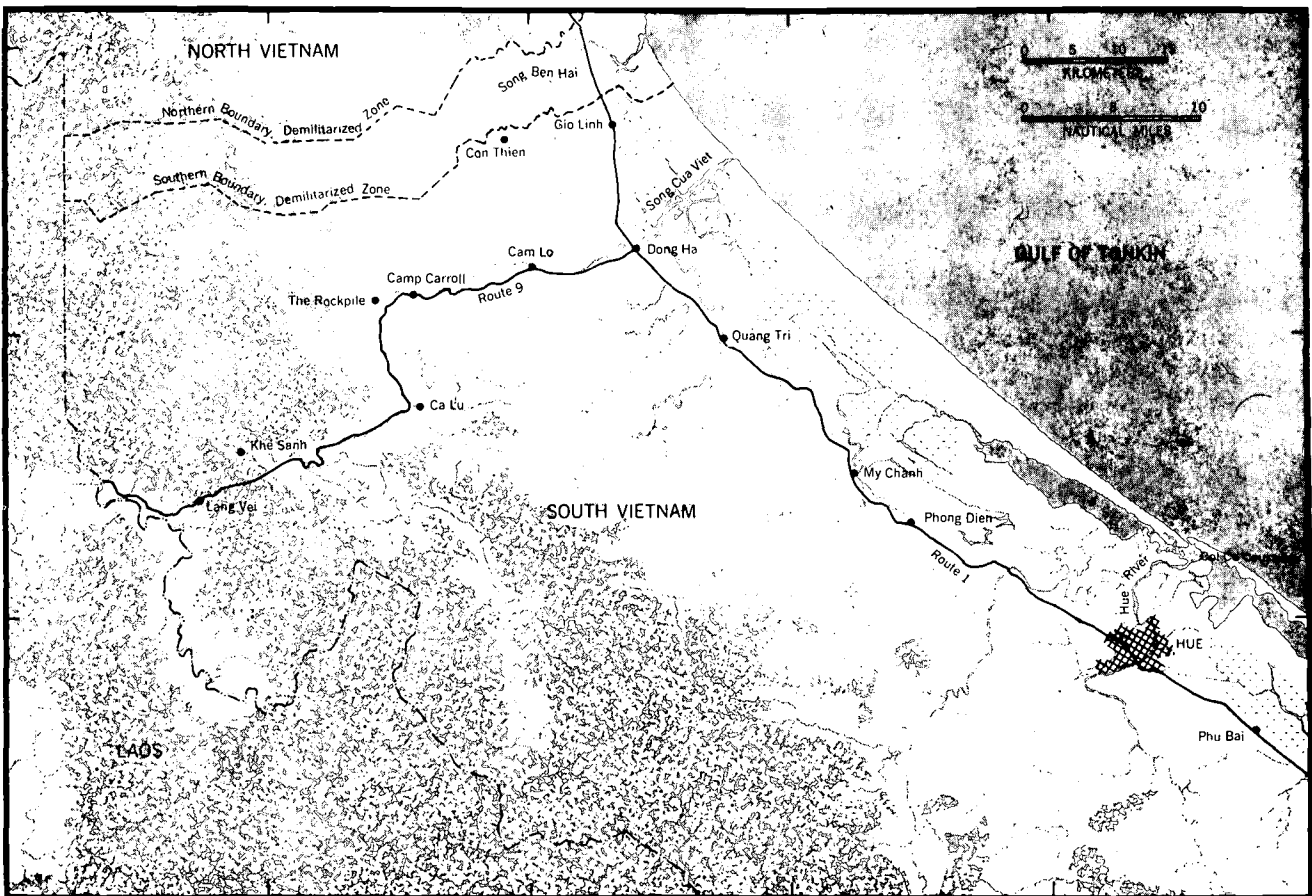 NORTH VIETNAM
0 5 10 15
KILOMETERS
0 5 10
NAUTICAL MILES
Song Ben Hai
Northern Boundary Demilitarized Zone
Gio Linh
Con Thien
Southern Boundary Demilitarized Zone
Song Cua Viet
Dong Ha
GULF OF TONKIN
Cam Lo
Camp Carroll
The Rockpile
Route 9
Quang Tri
Ca Lu
Khe Sanh
My Chanh
Lang Vei
SOUTH VIETNAM
Phong Dien
Route 1
Hue River
HUE
Phu Bai
LAOS